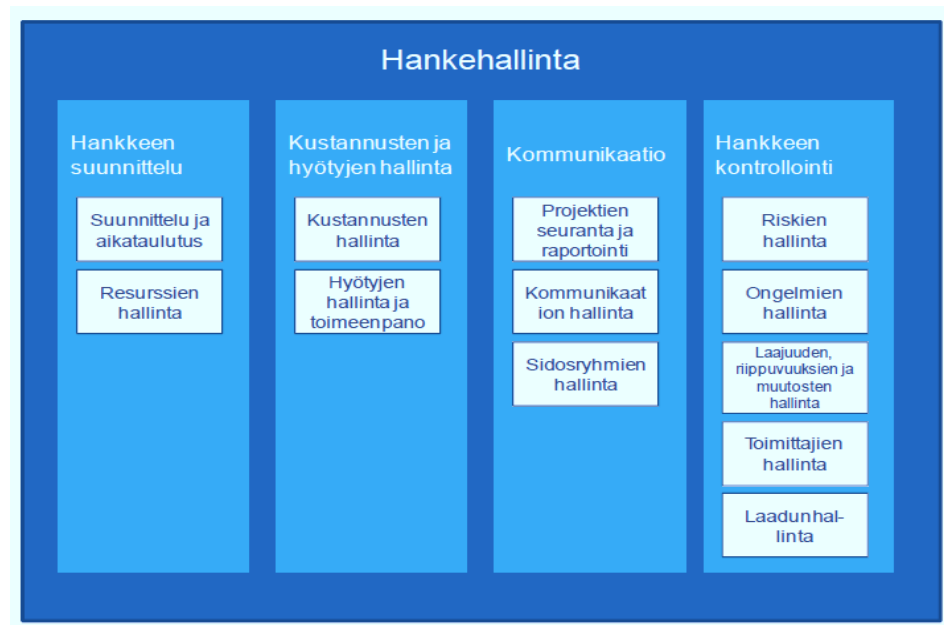 Hankehallinta
Hankkeen
suunnittelu
Suunnittelu ja
aikataulutus
Resurssien
hallinta
Kustannusten ja
hyötyjen hallinta
Kustannusten
hallinta
Hyötyjen
hallinta ja
toimeenpano
Kommunikaatio
Projektien
seuranta ja
raportointi
Kommunikaat
ion hallinta
Sidosryhmien
hallinta
Hankkeen
kontrollointi
Riskien
hallinta
Ongelmien
hallinta
Laajuuden,
riippuvuuksien ja
muutosten
hallinta
Toimittajien
hallinta
Laadunhal-
linta